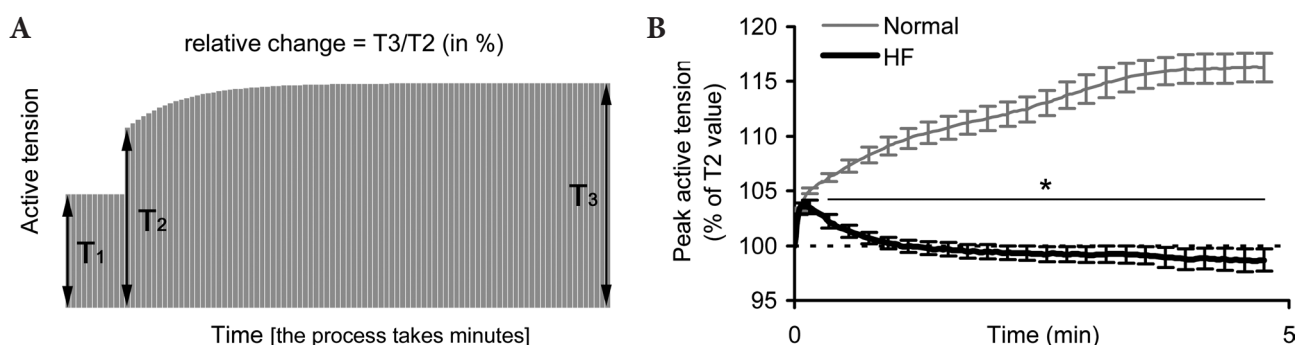 A
relative change = T3/T2 (in %)
Active tension
T1
T2
T3
Time [the process takes minutes]
B
Normal
HF
Peak active tension
(% of T2 value)
120
115
110
105
100
95
*
0
Time (min)
5